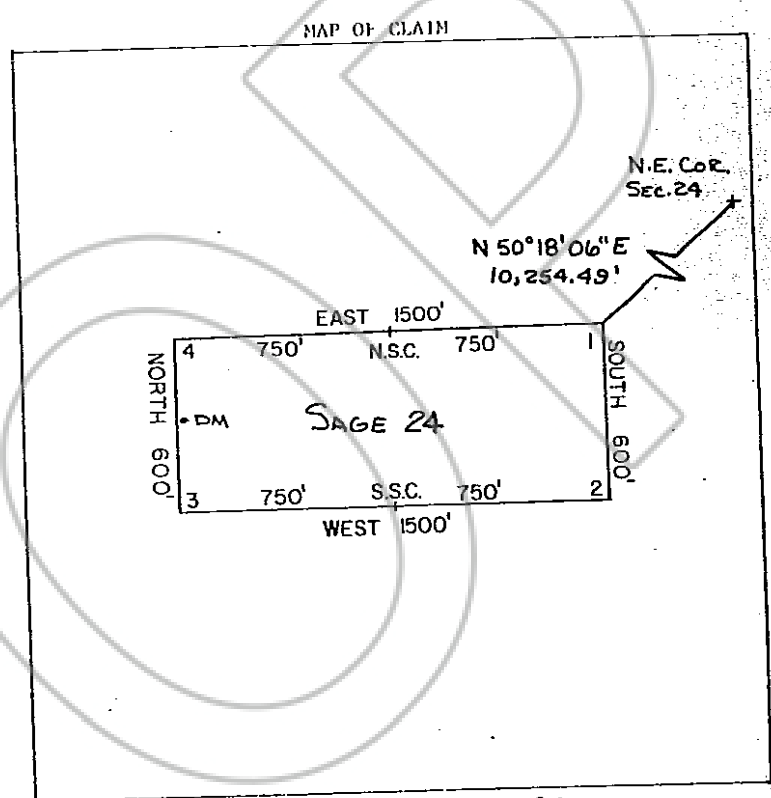 MAP OF CLAIM
N.E. COR.
SEC. 24
N 50°18'06" E
10,254.49'
EAST 1500'
4 750' N.S.C. 750' 1
NORTH 600'
SOUTH 600'
DM
SAGE 24
3 750' S.S.C. 750' 2
WEST 1500'